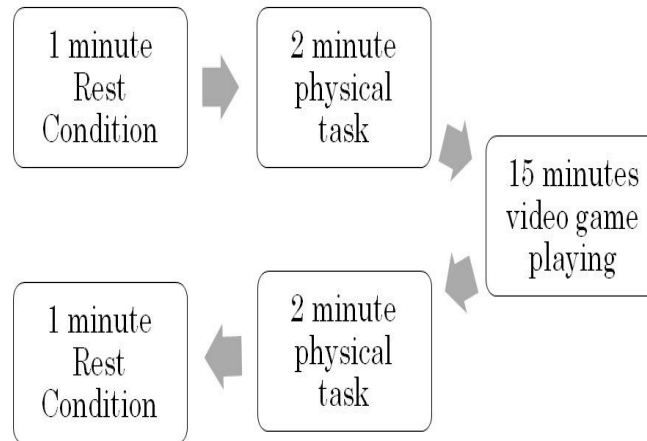 1 minute
Rest
Condition
2 minute
physical
task
15 minutes
video game
playing
2 minute
physical
task
1 minute
Rest
Condition